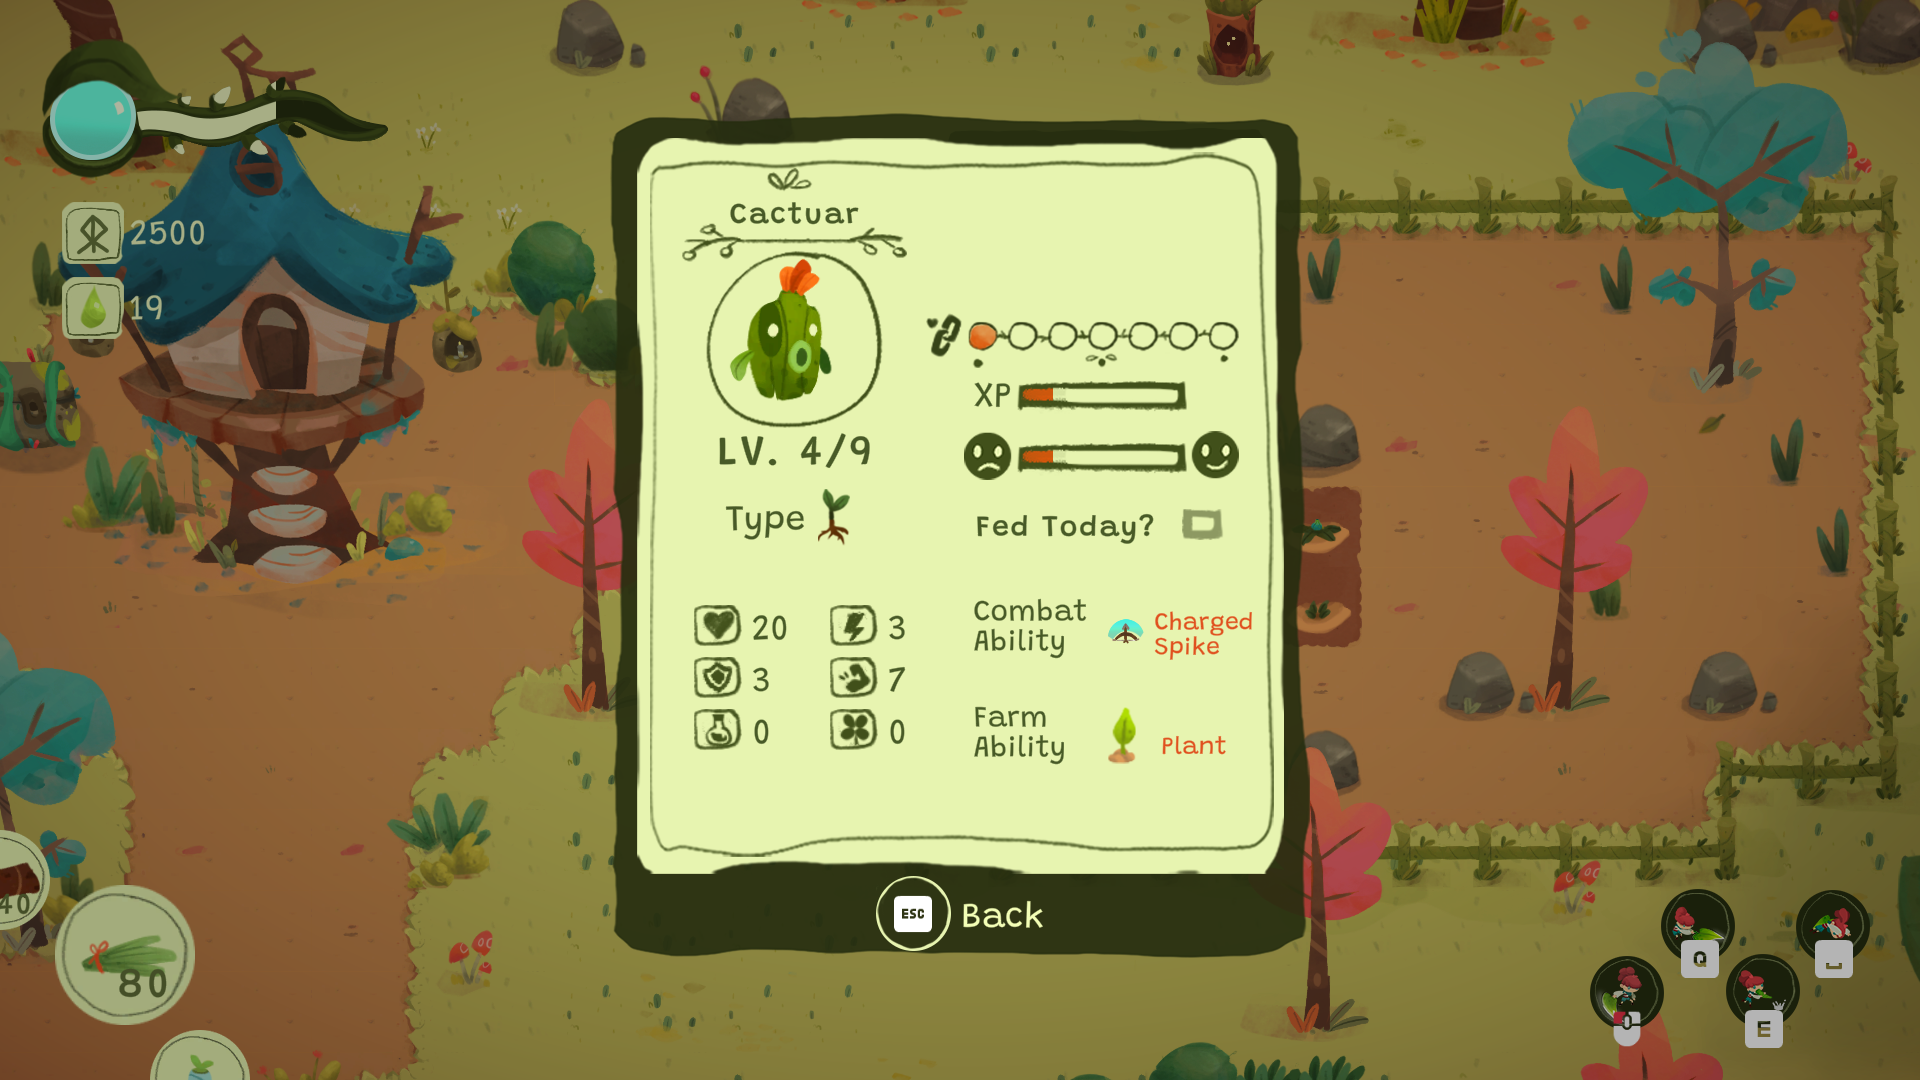 2500
19
Cactuar
LV. 4/9
Type
XP
Fed Today?
20
3
3
7
0
0
Combat
Ability
Charged
Spike
Farm
Ability
Plant
ESC Back
40
80
Q
E